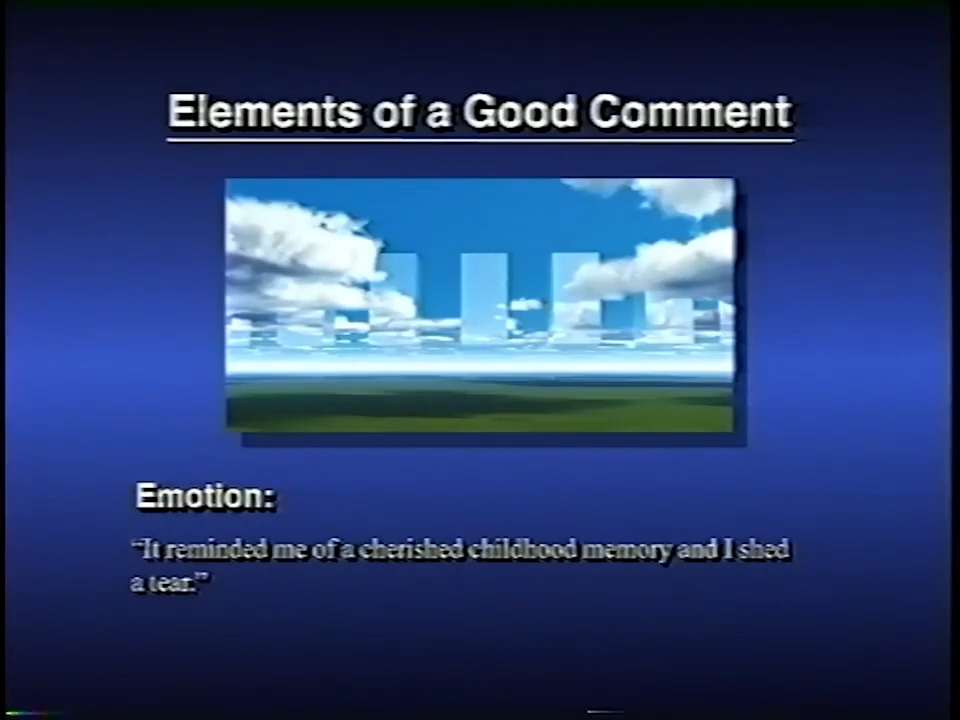 Elements of a Good Comment
Emotion:
“It reminded me of a cherished childhood memory and I shed
a tear.”